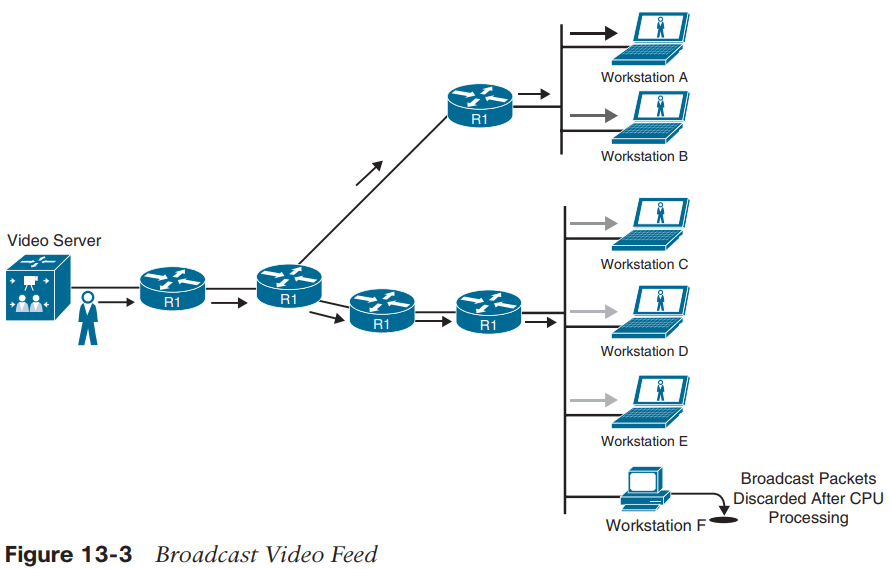 R1
Workstation A
Workstation B
Video Server
Workstation C
R1
R1
R1
R1
Workstation D
Workstation E
Workstation F
Broadcast Packets
Discarded After CPU
Processing
Figure 13-3 Broadcast Video Feed